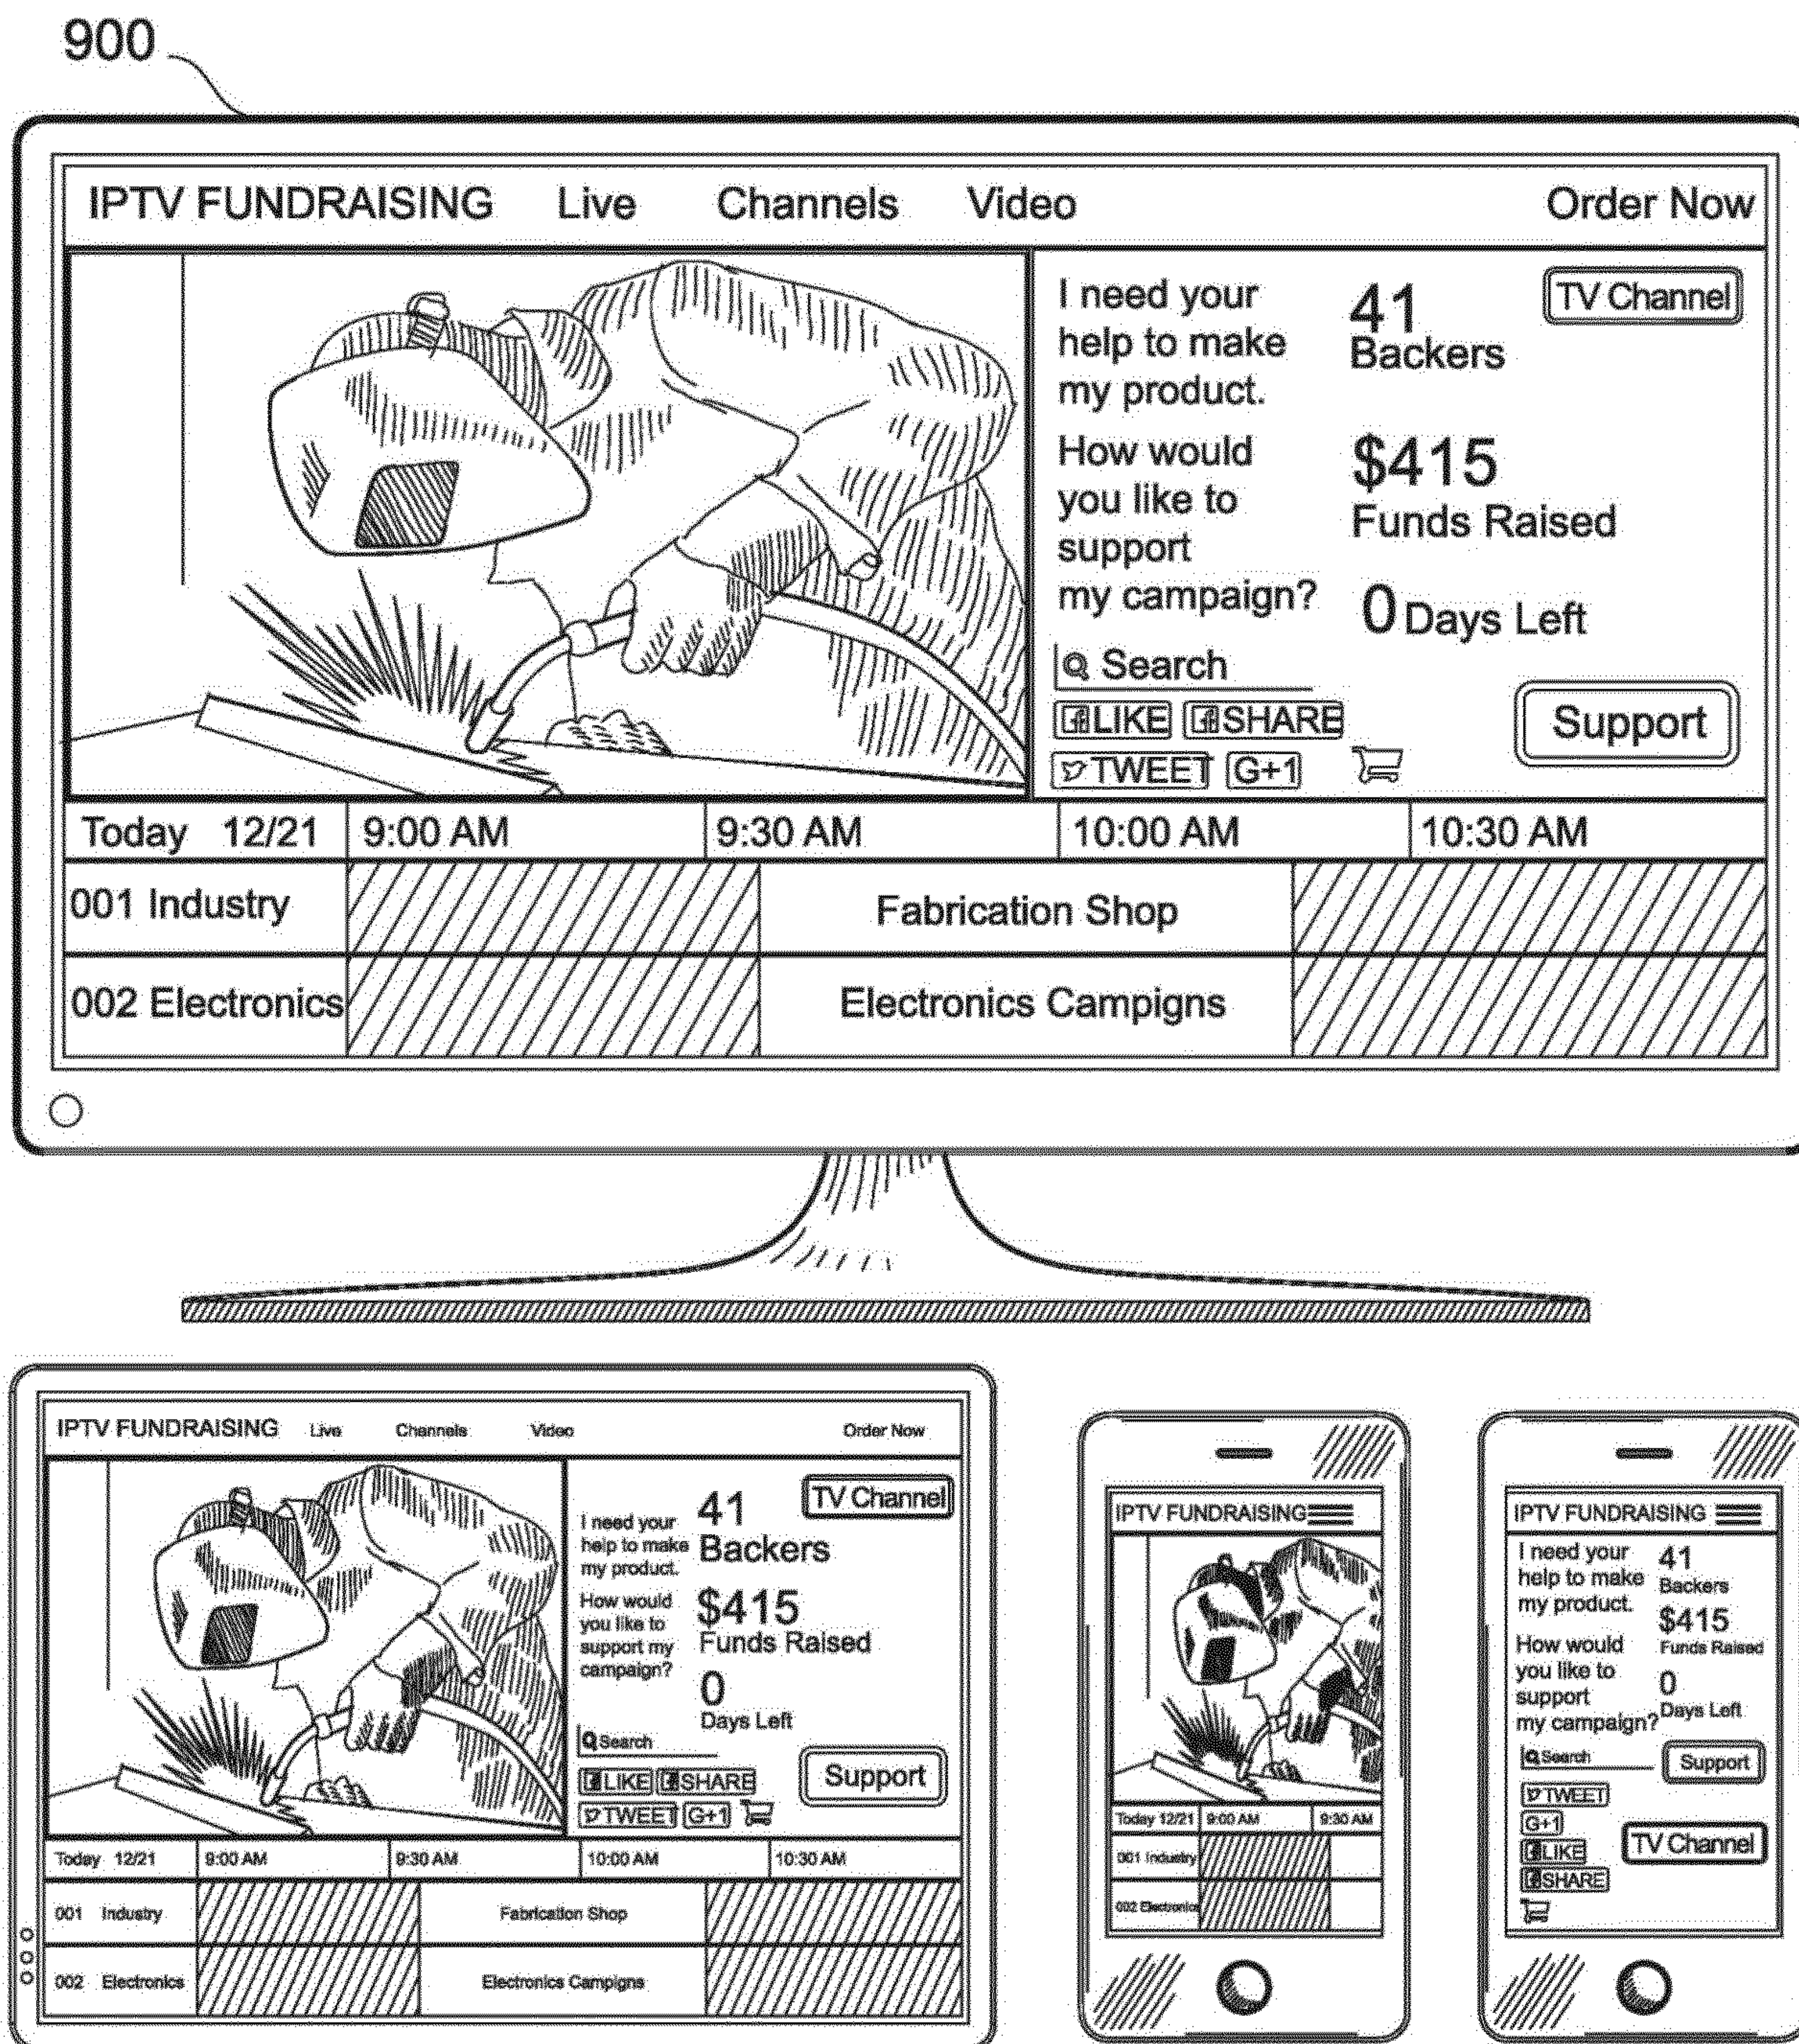 900
IPTV FUNDRAISING Live Channels Video Order Now
I need your
help to make
my product.
How would
you like to
support
my campaign?
41
Backers
$415
Funds Raised
0 Days Left
TV Channel
Search
LIKE SHARE
TWEET G+1
Support
Today 12/21 9:00 AM 9:30 AM 10:00 AM 10:30 AM
001 Industry Fabrication Shop
002 Electronics Electronics Campigns
IPTV FUNDRAISING Live Channels Video Order Now
I need your
help to make
my product.
How would
you like to
support my
campaign?
41
Backers
$415
Funds Raised
0
Days Left
TV Channel
Search
LIKE SHARE
TWEET G+1
Support
Today 12/21 9:00 AM 9:30 AM 10:00 AM 10:30 AM
001 Industry Fabrication Shop
002 Electronics Electronics Campigns
IPTV FUNDRAISING
Today 12/21 9:00 AM 9:30 AM
001 Industry
002 Electronics
IPTV FUNDRAISING
I need your
help to make
my product.
How would
you like to
support
my campaign?
41
Backers
$415
Funds Raised
0
Days Left
Search
Support
TWEET
G+1
LIKE
SHARE
TV Channel